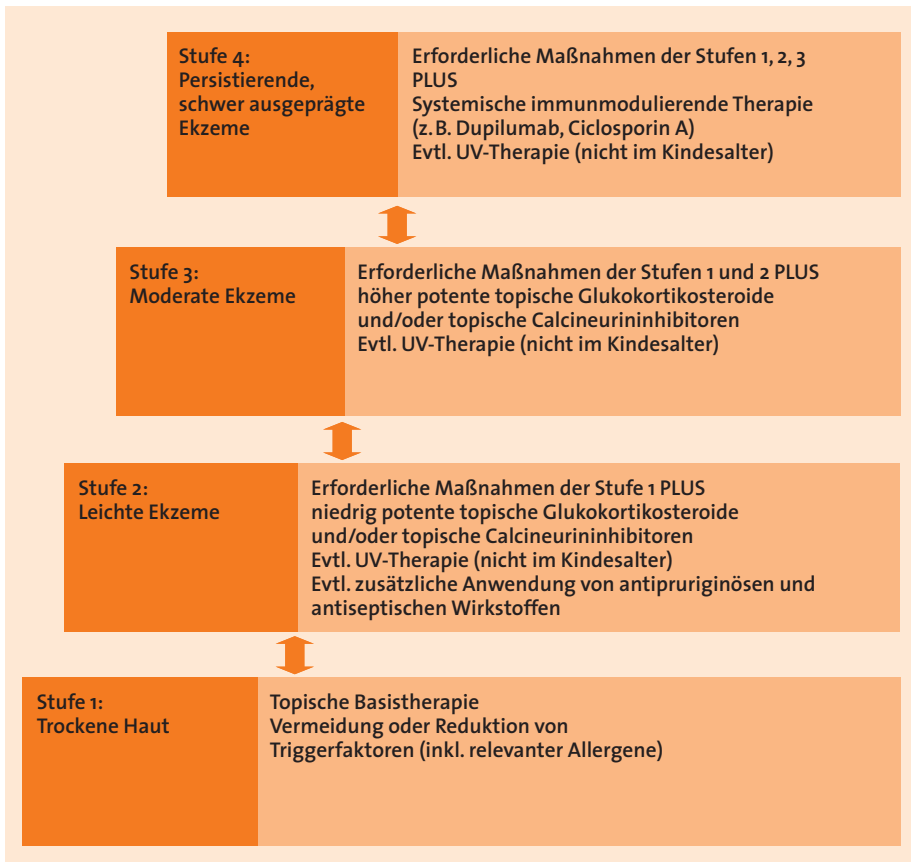 Stufe 4:
Persistierende,
schwer ausgeprägte
Ekzeme
Erforderliche Maßnahmen der Stufen 1, 2, 3
PLUS
Systemische immunmodulierende Therapie
(z. B. Dupilumab, Ciclosporin A)
Evtl. UV-Therapie (nicht im Kindesalter)
Stufe 3:
Moderate Ekzeme
Erforderliche Maßnahmen der Stufen 1 und 2 PLUS
höher potente topische Glukokortikosteroide
und/oder topische Calcineurininhibitoren
Evtl. UV-Therapie (nicht im Kindesalter)
Stufe 2:
Leichte Ekzeme
Erforderliche Maßnahmen der Stufe 1 PLUS
niedrig potente topische Glukokortikosteroide
und/oder topische Calcineurininhibitoren
Evtl. UV-Therapie (nicht im Kindesalter)
Evtl. zusätzliche Anwendung von antipruriginösen und
antiseptischen Wirkstoffen
Stufe 1:
Trockene Haut
Topische Basistherapie
Vermeidung oder Reduktion von
Triggerfaktoren (inkl. relevanter Allergene)